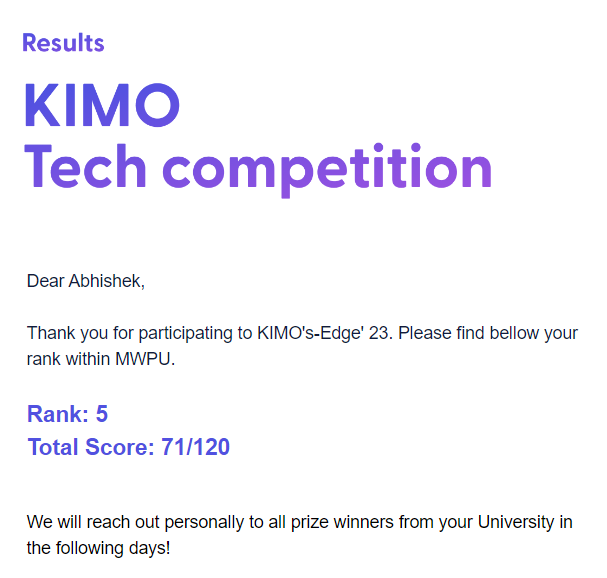 Results
KIMO
Tech competition
Dear Abhishek,
Thank you for participating to KIMO's-Edge' 23. Please find bellow your
rank within MWPU.
Rank: 5
Total Score: 71/120
We will reach out personally to all prize winners from your University in
the following days!